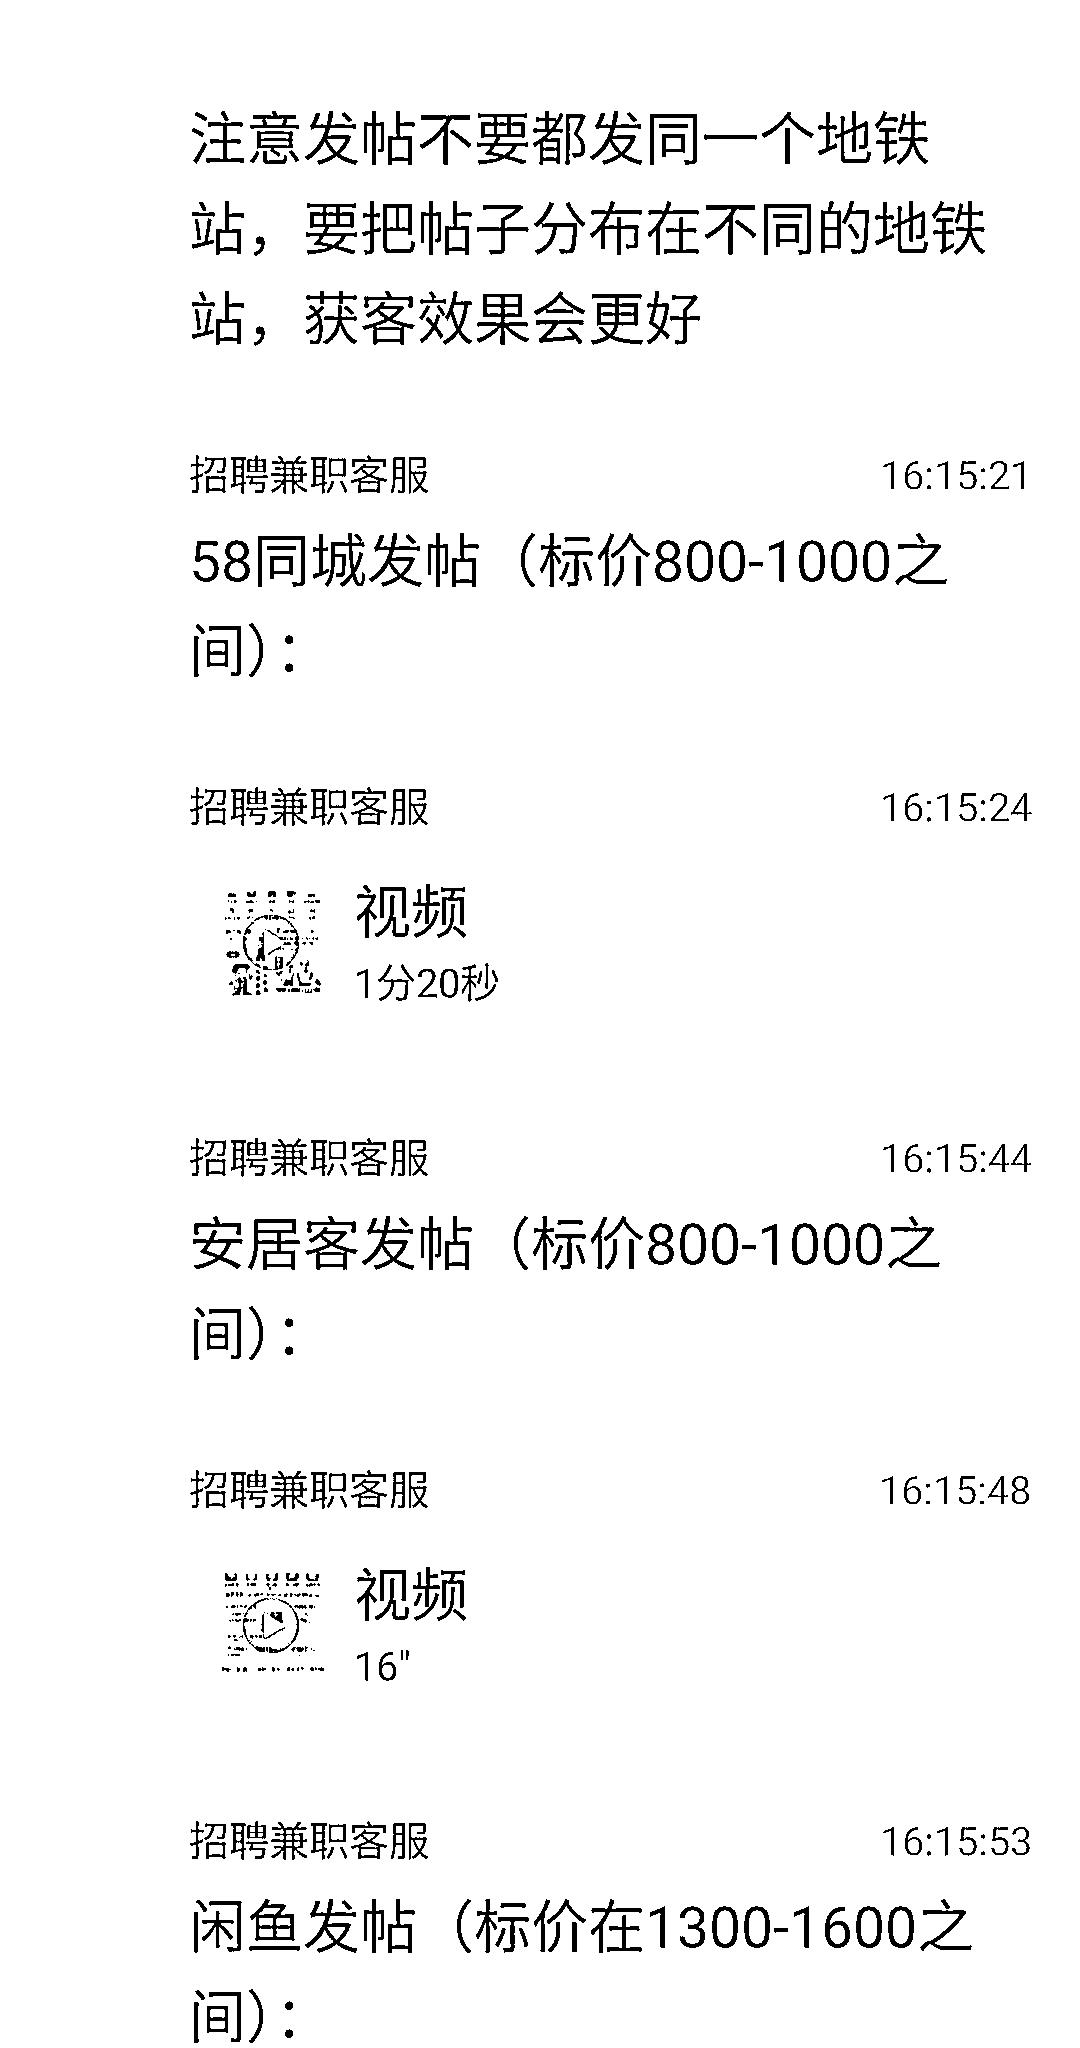 注意发帖不要都发同一个地铁
站，要把帖子分布在不同的地铁
站，获客效果会更好
招聘兼职客服 16:15:21
58同城发帖（标价800-1000之
间）：
招聘兼职客服 16:15:24
视频
1分20秒
招聘兼职客服 16:15:44
安居客发帖（标价800-1000之
间）：
招聘兼职客服 16:15:48
视频
16"
招聘兼职客服 16:15:53
闲鱼发帖（标价在1300-1600之
间）：